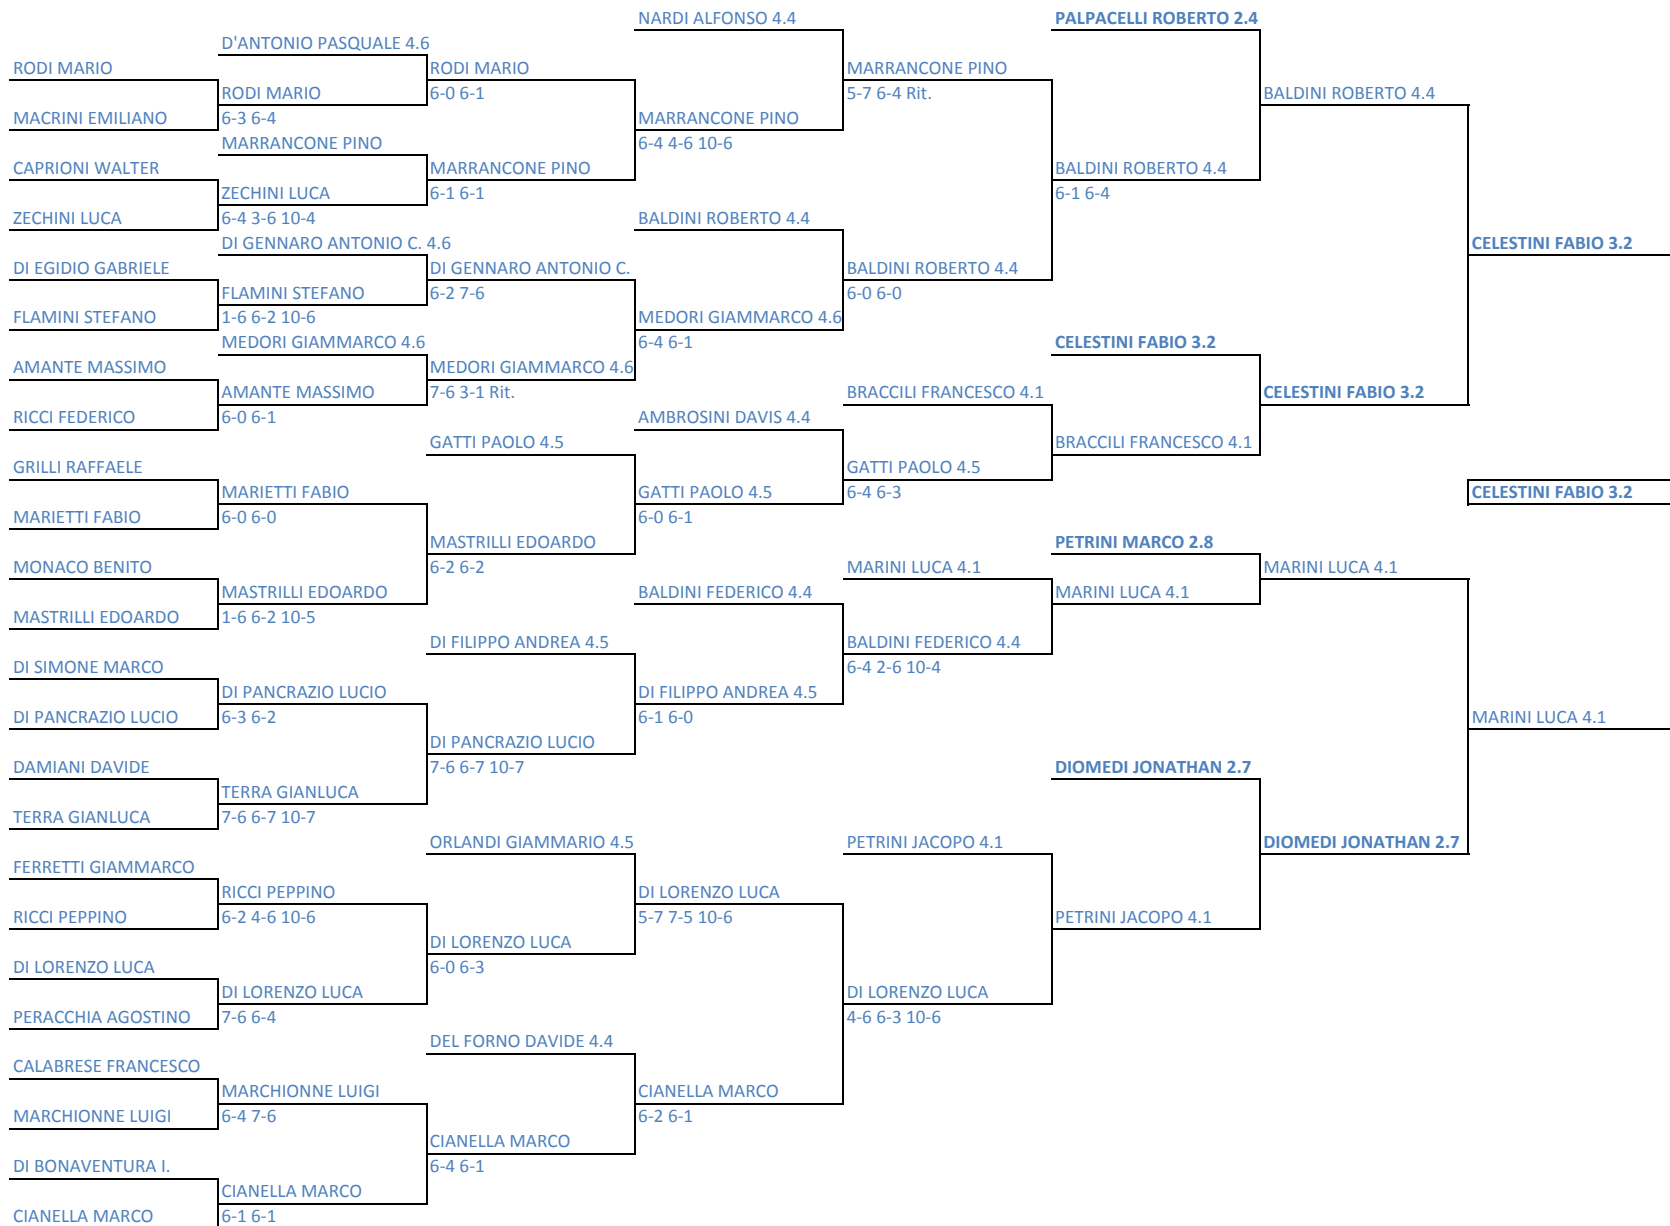 NARDI ALFONSO 4.4
PALPACELLI ROBERTO 2.4
D'ANTONIO PASQUALE 4.6
RODI MARIO
RODI MARIO
MARRANCONE PINO
RODI MARIO
6-0 6-1
5-7 6-4 Rit.
BALDINI ROBERTO 4.4
MACRINI EMILIANO
6-3 6-4
MARRANCONE PINO
MARRANCONE PINO
6-4 4-6 10-6
CAPRIONI WALTER
MARRANCONE PINO
BALDINI ROBERTO 4.4
ZECHINI LUCA
6-1 6-1
6-1 6-4
ZECHINI LUCA
6-4 3-6 10-4
BALDINI ROBERTO 4.4
DI GENNARO ANTONIO C. 4.6
CELESTINI FABIO 3.2
DI EGIDIO GABRIELE
DI GENNARO ANTONIO C.
BALDINI ROBERTO 4.4
FLAMINI STEFANO
6-2 7-6
6-0 6-0
FLAMINI STEFANO
1-6 6-2 10-6
MEDORI GIAMMARCO 4.6
MEDORI GIAMMARCO 4.6
6-4 6-1
CELESTINI FABIO 3.2
AMANTE MASSIMO
MEDORI GIAMMARCO 4.6
AMANTE MASSIMO
7-6 3-1 Rit.
BRACCILI FRANCESCO 4.1
CELESTINI FABIO 3.2
RICCI FEDERICO
6-0 6-1
AMBROSINI DAVIS 4.4
GATTI PAOLO 4.5
BRACCILI FRANCESCO 4.1
GRILLI RAFFAELE
GATTI PAOLO 4.5
MARIETTI FABIO
GATTI PAOLO 4.5
6-4 6-3
CELESTINI FABIO 3.2
MARIETTI FABIO
6-0 6-0
6-0 6-1
MASTRILLI EDOARDO
PETRINI MARCO 2.8
MONACO BENITO
6-2 6-2
MARINI LUCA 4.1
MARINI LUCA 4.1
MASTRILLI EDOARDO
BALDINI FEDERICO 4.4
MARINI LUCA 4.1
MASTRILLI EDOARDO
1-6 6-2 10-5
DI FILIPPO ANDREA 4.5
BALDINI FEDERICO 4.4
DI SIMONE MARCO
6-4 2-6 10-4
DI PANCRAZIO LUCIO
DI FILIPPO ANDREA 4.5
DI PANCRAZIO LUCIO
6-3 6-2
6-1 6-0
MARINI LUCA 4.1
DI PANCRAZIO LUCIO
DAMIANI DAVIDE
7-6 6-7 10-7
DIOMEDI JONATHAN 2.7
TERRA GIANLUCA
TERRA GIANLUCA
7-6 6-7 10-7
ORLANDI GIAMMARIO 4.5
PETRINI JACOPO 4.1
DIOMEDI JONATHAN 2.7
FERRETTI GIAMMARCO
RICCI PEPPINO
DI LORENZO LUCA
RICCI PEPPINO
6-2 4-6 10-6
5-7 7-5 10-6
PETRINI JACOPO 4.1
DI LORENZO LUCA
DI LORENZO LUCA
6-0 6-3
DI LORENZO LUCA
DI LORENZO LUCA
PERACCHIA AGOSTINO
7-6 6-4
4-6 6-3 10-6
DEL FORNO DAVIDE 4.4
CALABRESE FRANCESCO
MARCHIONNE LUIGI
CIANELLA MARCO
MARCHIONNE LUIGI
6-4 7-6
6-2 6-1
CIANELLA MARCO
DI BONAVENTURA I.
6-4 6-1
CIANELLA MARCO
CIANELLA MARCO
6-1 6-1